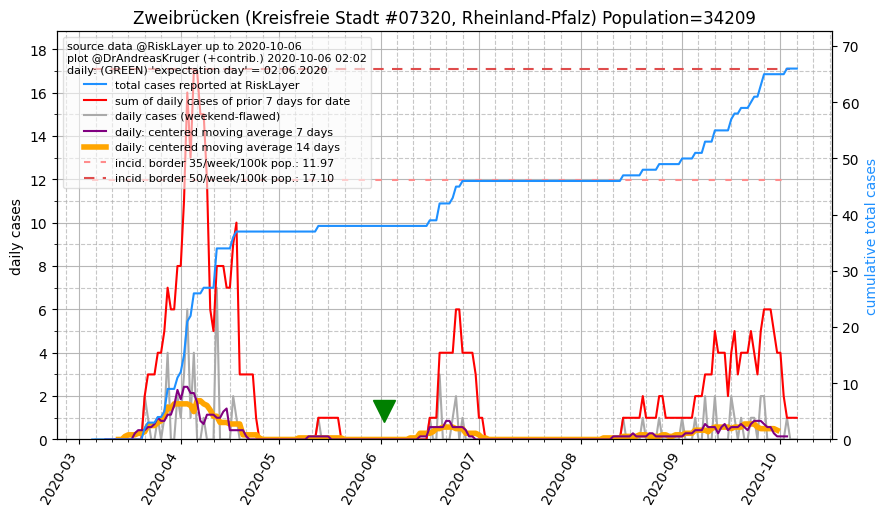 Zweibrücken (Kreisfreie Stadt #07320, Rheinland-Pfalz) Population=34209
source data @RiskLayer up to 2020-10-06
plot @DrAndreasKruger (+contrib.) 2020-10-06 02:02
daily: (GREEN) 'expectation day' = 02.06.2020
total cases reported at RiskLayer
sum of daily cases of prior 7 days for date
daily cases (weekend-flawed)
daily: centered moving average 7 days
daily: centered moving average 14 days
incid. border 35/week/100k pop.: 11.97
incid. border 50/week/100k pop.: 17.10
daily cases
18
16
14
12
10
8
6
4
2
0
70
60
50
40
30
20
10
0
cumulative total cases
2020-03
2020-04
2020-05
2020-06
2020-07
2020-08
2020-09
2020-10